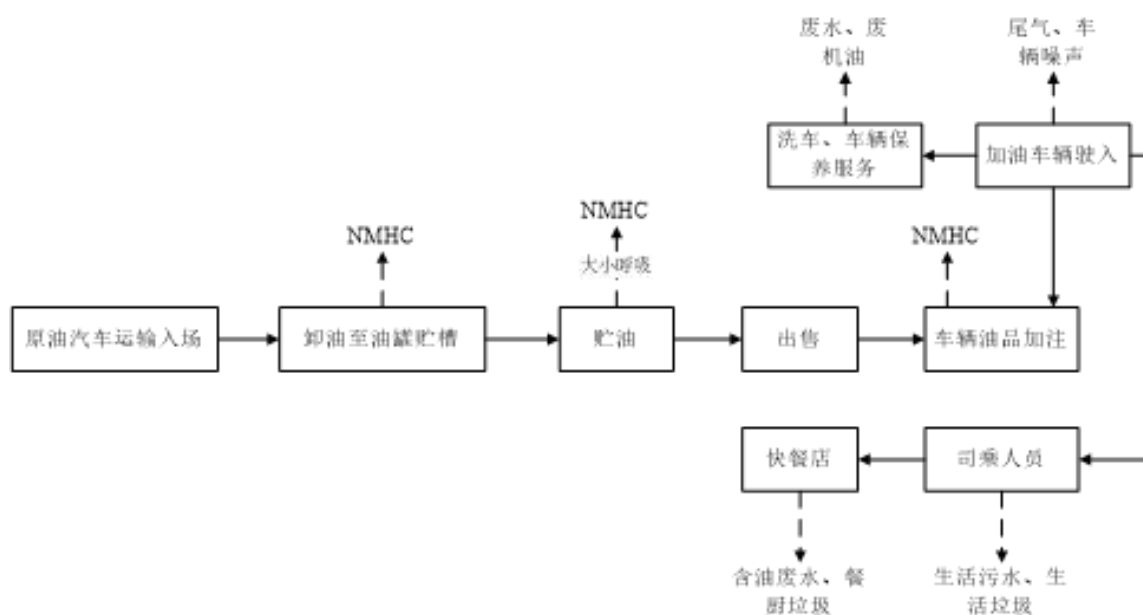 废水、废
机油
尾气、车
辆噪声
洗车、车辆保
养服务
加油车辆驶入
NMHC
NMHC
大小呼吸
NMHC
原油汽车运输入场
卸油至油罐贮槽
贮油
出售
车辆油品加注
快餐店
司乘人员
含油废水、餐
厨垃圾
生活污水、生
活垃圾